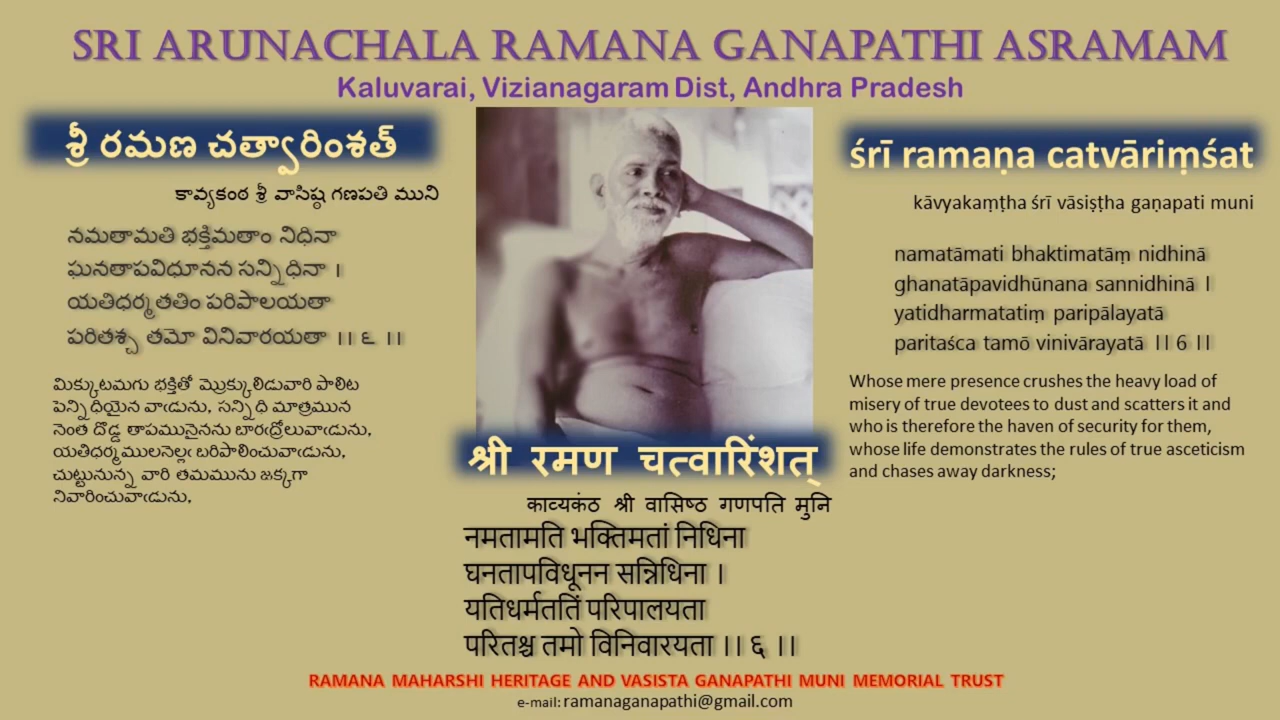 SRI ARUNACHALA RAMANA GANAPATHI ASRAMAM
Kaluvarai, Vizianagaram Dist, Andhra Pradesh
శ్రీ రమణ చత్వారింశత్
కావ్యకంఠ శ్రీ వాసిష్ఠ గణపతి ముని
నమతామతి భక్తిమతాం నిధినా
ఘనతాపవిధూనన సన్నిధినా ।
యతిధర్మతతిం పరిపాలయతా
పరితశ్చ తమో వినివారయతా ।। ౬ ।।
మిక్కుటమగు భక్తితో మ్రొక్కులిడువారి పాలిట
పెన్నిధియైన వాఁడును, సన్నిధి మాత్రమున
నెంత దొడ్డ తాపమునైనను బారఁద్రోలువాఁడును,
యతిధర్మములనెల్లఁ బరిపాలించువాఁడును,
చుట్టునున్న వారి తమమును జక్కగా
నివారించువాఁడును,
śrī ramaṇa catvāriṃśat
kāvyakaṃṭha śrī vāsiṣṭha gaṇapati muni
namatāmati bhaktimatāṃ nidhinā
ghanatāpavidhūnana sannidhinā ।
yatidharmatatiṃ paripālayatā
paritaśca tamō vinivārayatā ।। 6 ।।
Whose mere presence crushes the heavy load of
misery of true devotees to dust and scatters it and
who is therefore the haven of security for them,
whose life demonstrates the rules of true asceticism
and chases away darkness;
श्री रमण चत्वारिंशत्
काव्यकंठ श्री वासिष्ठ गणपति मुनि
नमतामति भक्तिमतां निधिना
घनतापविधूनन सन्निधिना ।
यतिधर्मततिं परिपालयता
परितश्च तमो विनिवारयता ।। ६ ।।
RAMANA MAHARSHI HERITAGE AND VASISTA GANAPATHI MUNI MEMORIAL TRUST
e-mail: ramanaganapathi@gmail.com